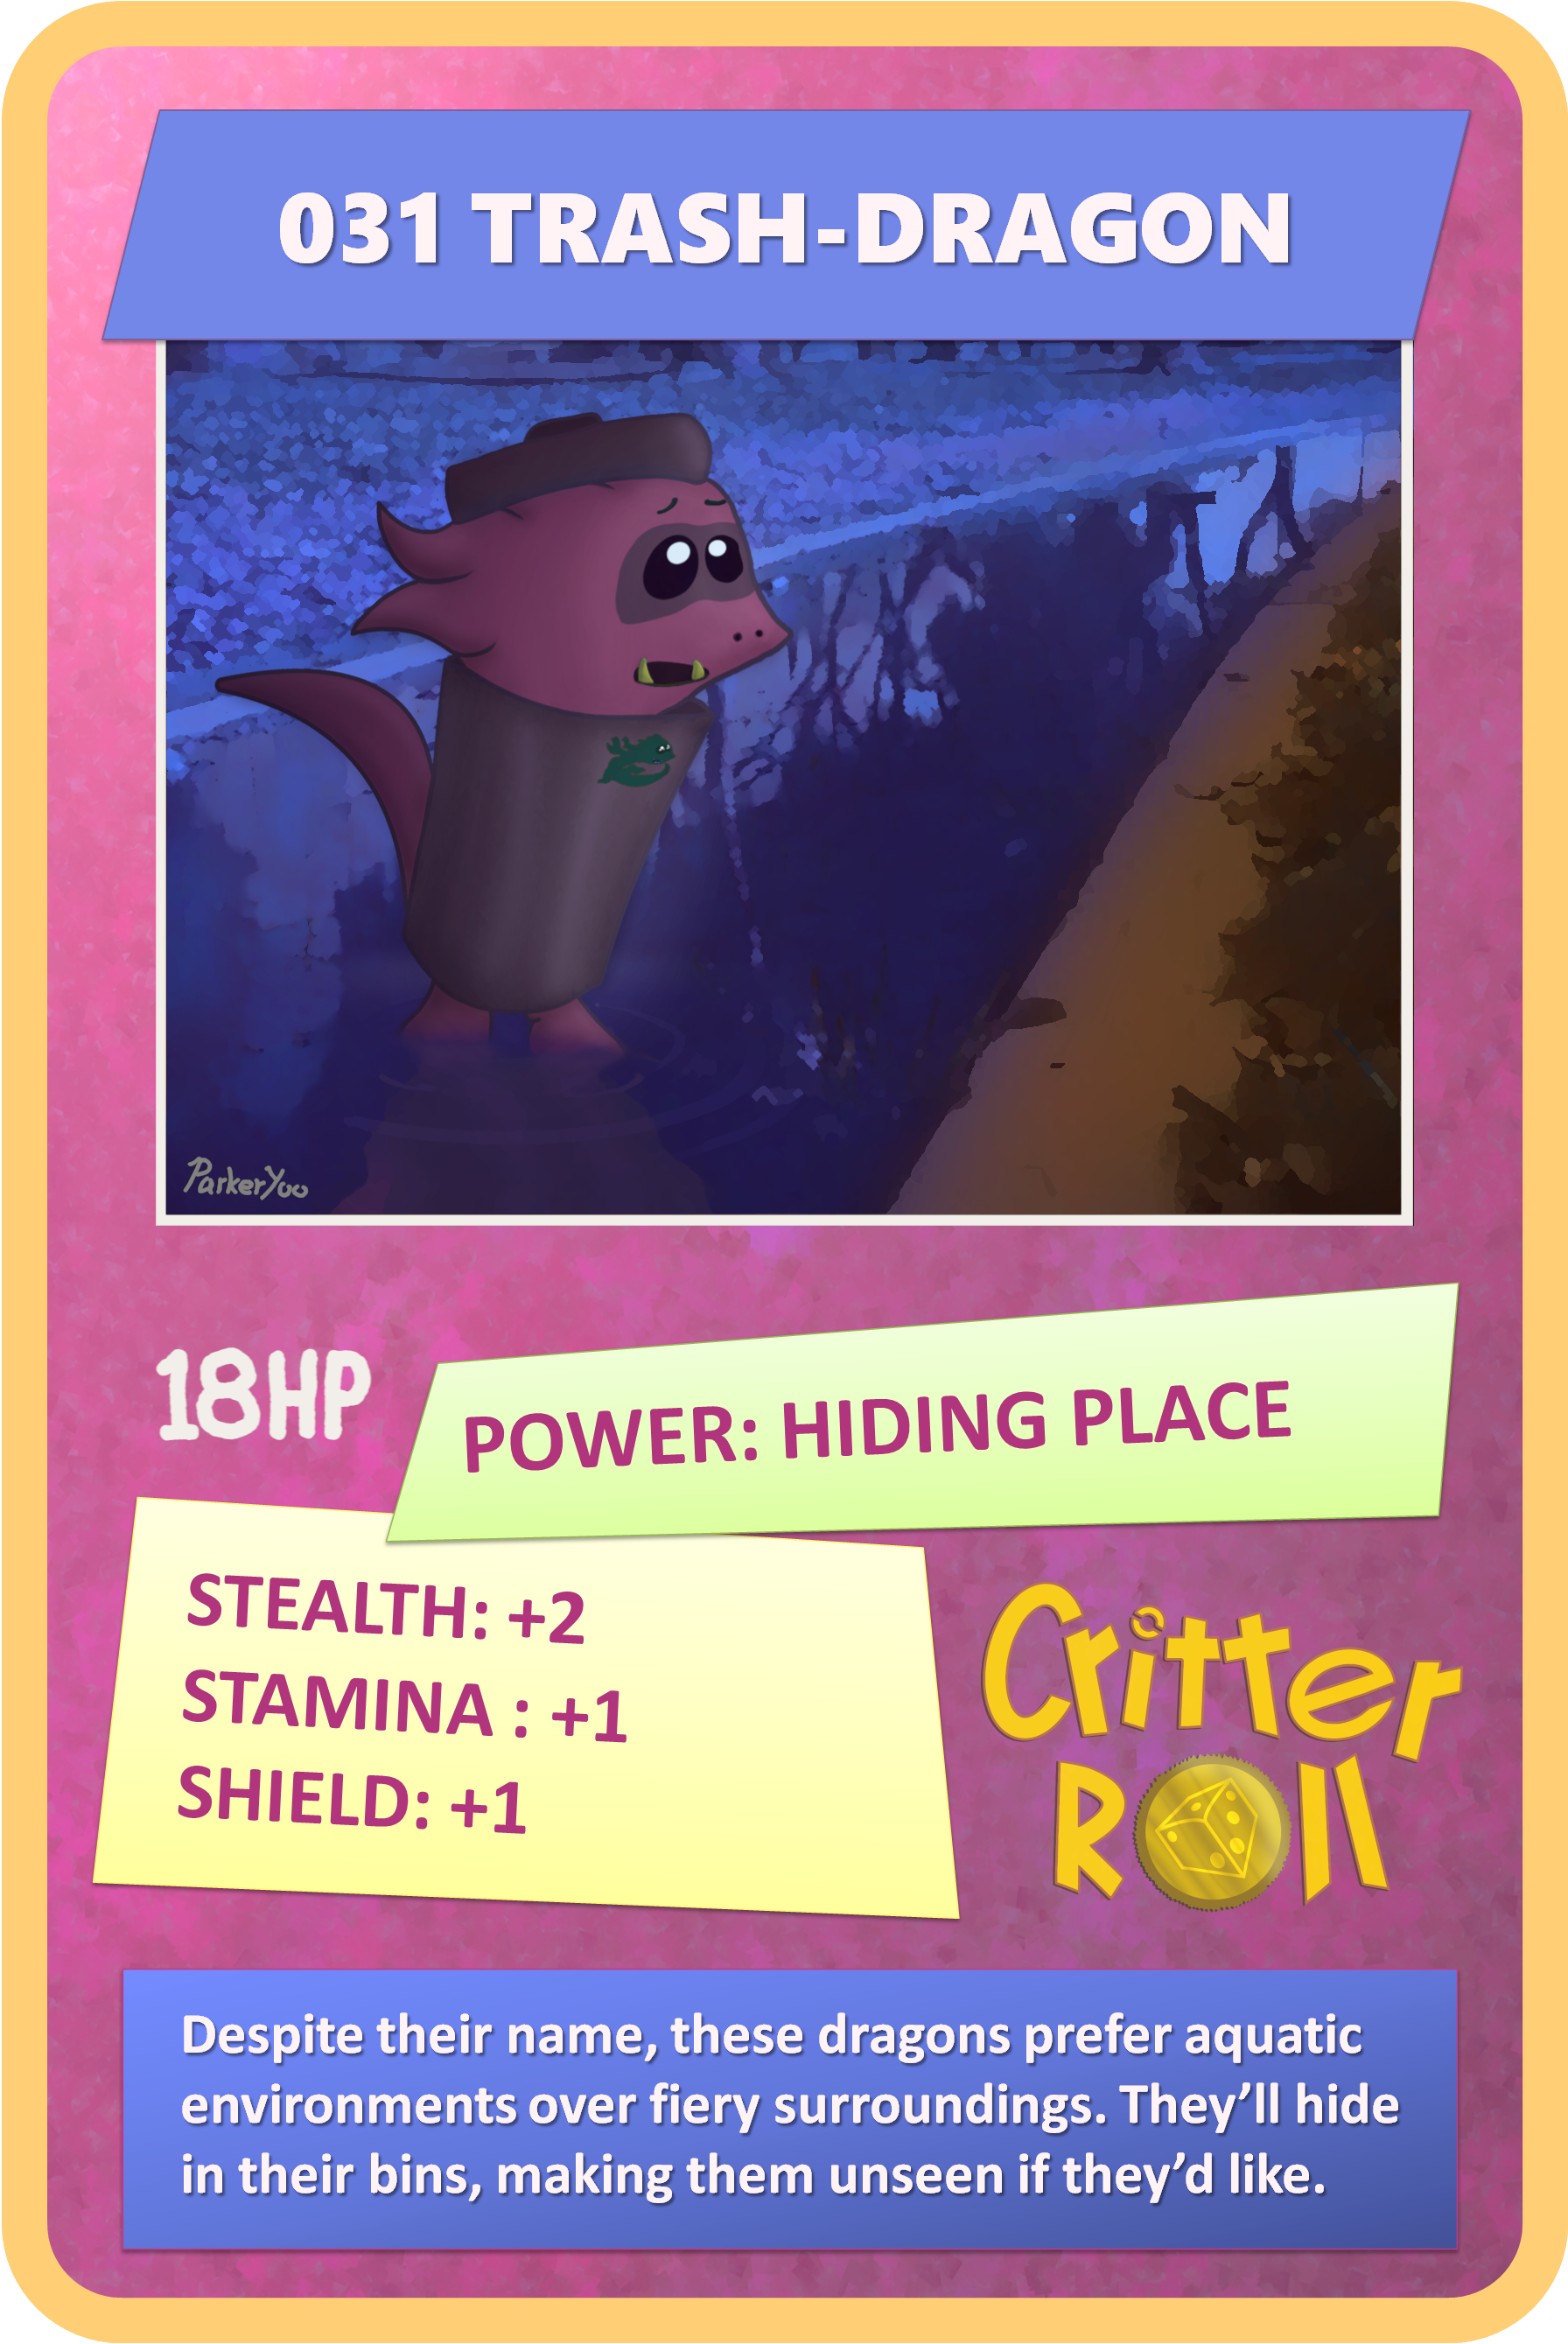 031 TRASH-DRAGON
ParkerYoo
18HP
POWER: HIDING PLACE
STEALTH: +2
STAMINA : +1
SHIELD: +1
Critter
Roll
Despite their name, these dragons prefer aquatic
environments over fiery surroundings. They’ll hide
in their bins, making them unseen if they’d like.